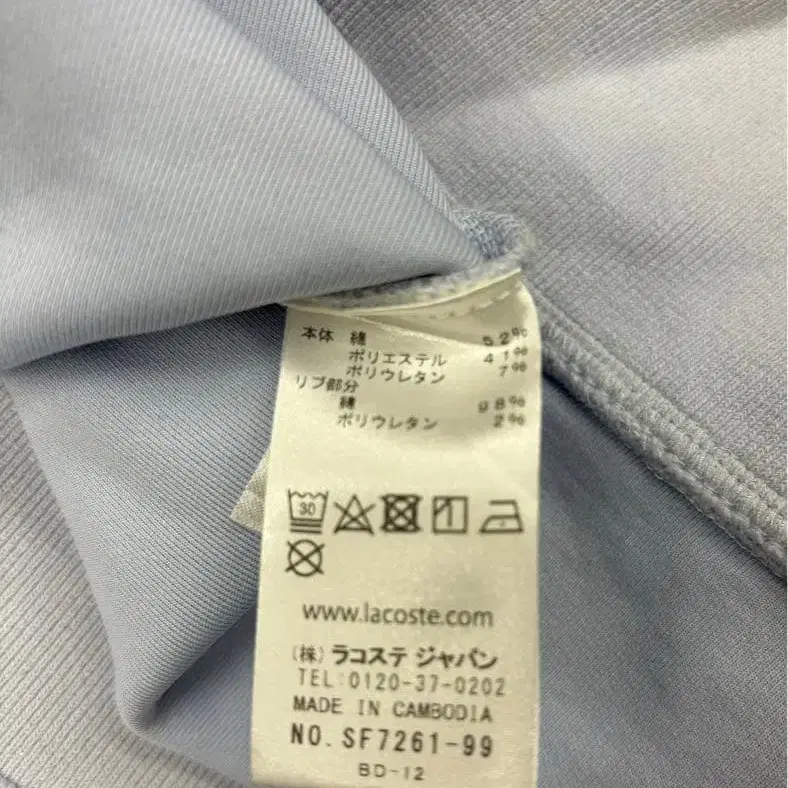 本体 綿 52%
ポリエステル 41%
ポリウレタン 7%
リブ部分
綿 98%
ポリウレタン 2%
30
www.lacoste.com
(株) ラコステ ジャパン
TEL:0120-37-0202
MADE IN CAMBODIA
NO. SF7261-99
BD-12